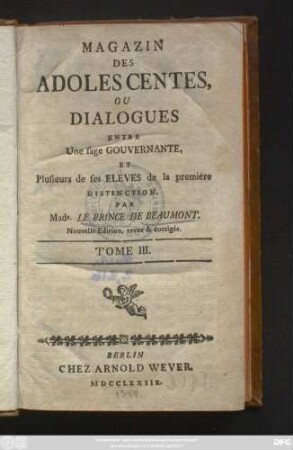 MAGAZIN
DES
ADOLESCENTES,
OU
DIALOGUES
ENTRE
Une sage GOUVERNANTE,
ET
Plusieurs de ses ELEVES de la première
DISTINCTION.
PAR
Made. LE PRINCE DE BEAUMONT.
Nouvelle Edition, revue & corrigée.
TOME III.
BERLIN
CHEZ ARNOLD WEVER.
MDCCLXXIII.